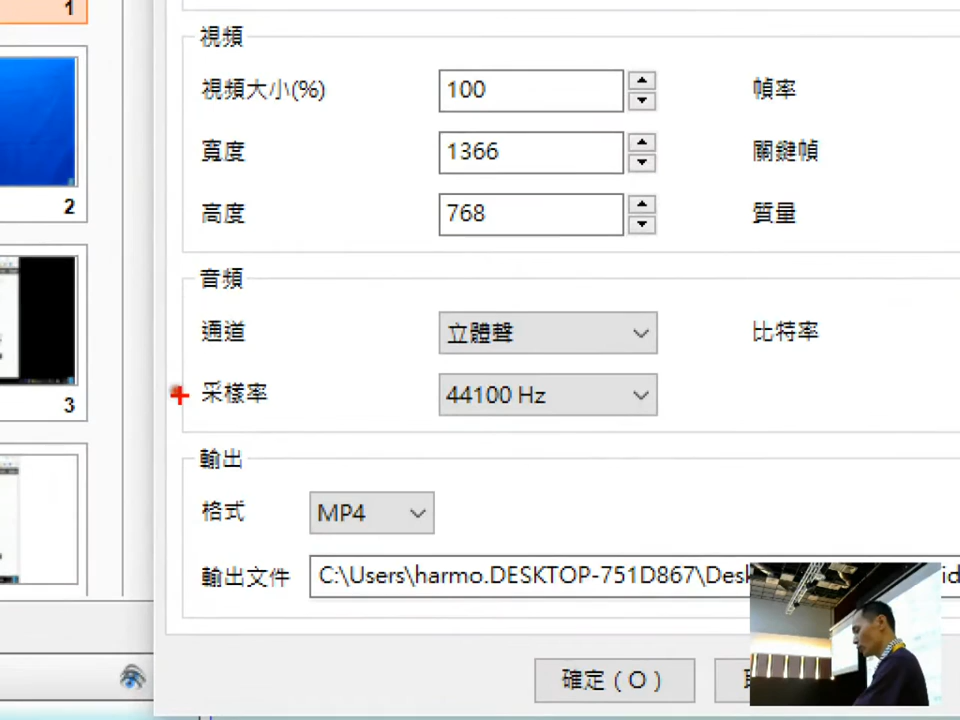 1
2
3
視頻
視頻大小(%) 100 幀率
寬度 1366 關鍵幀
高度 768 質量
音頻
通道 立體聲 比特率
采樣率 44100 Hz
輸出
格式 MP4
輸出文件 C:\Users\harmo.DESKTOP-751D867\Desk
確定(O)